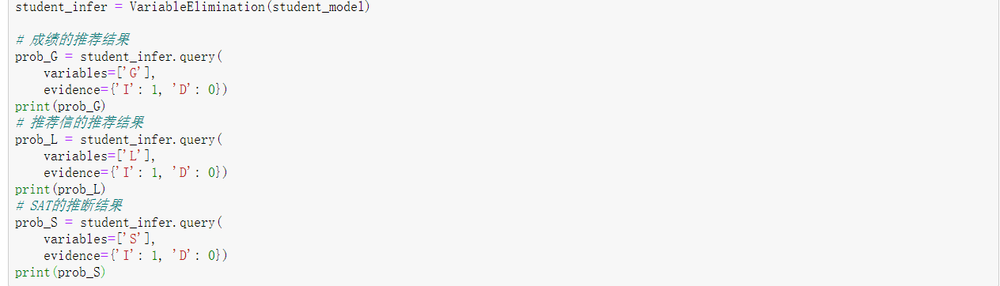 student_infer = VariableElimination(student_model)
# 成绩的推荐结果
prob_G = student_infer.query(
    variables=['G'],
    evidence={'I': 1, 'D': 0})
print(prob_G)
# 推荐信的推荐结果
prob_L = student_infer.query(
    variables=['L'],
    evidence={'I': 1, 'D': 0})
print(prob_L)
# SAT的推断结果
prob_S = student_infer.query(
    variables=['S'],
    evidence={'I': 1, 'D': 0})
print(prob_S)